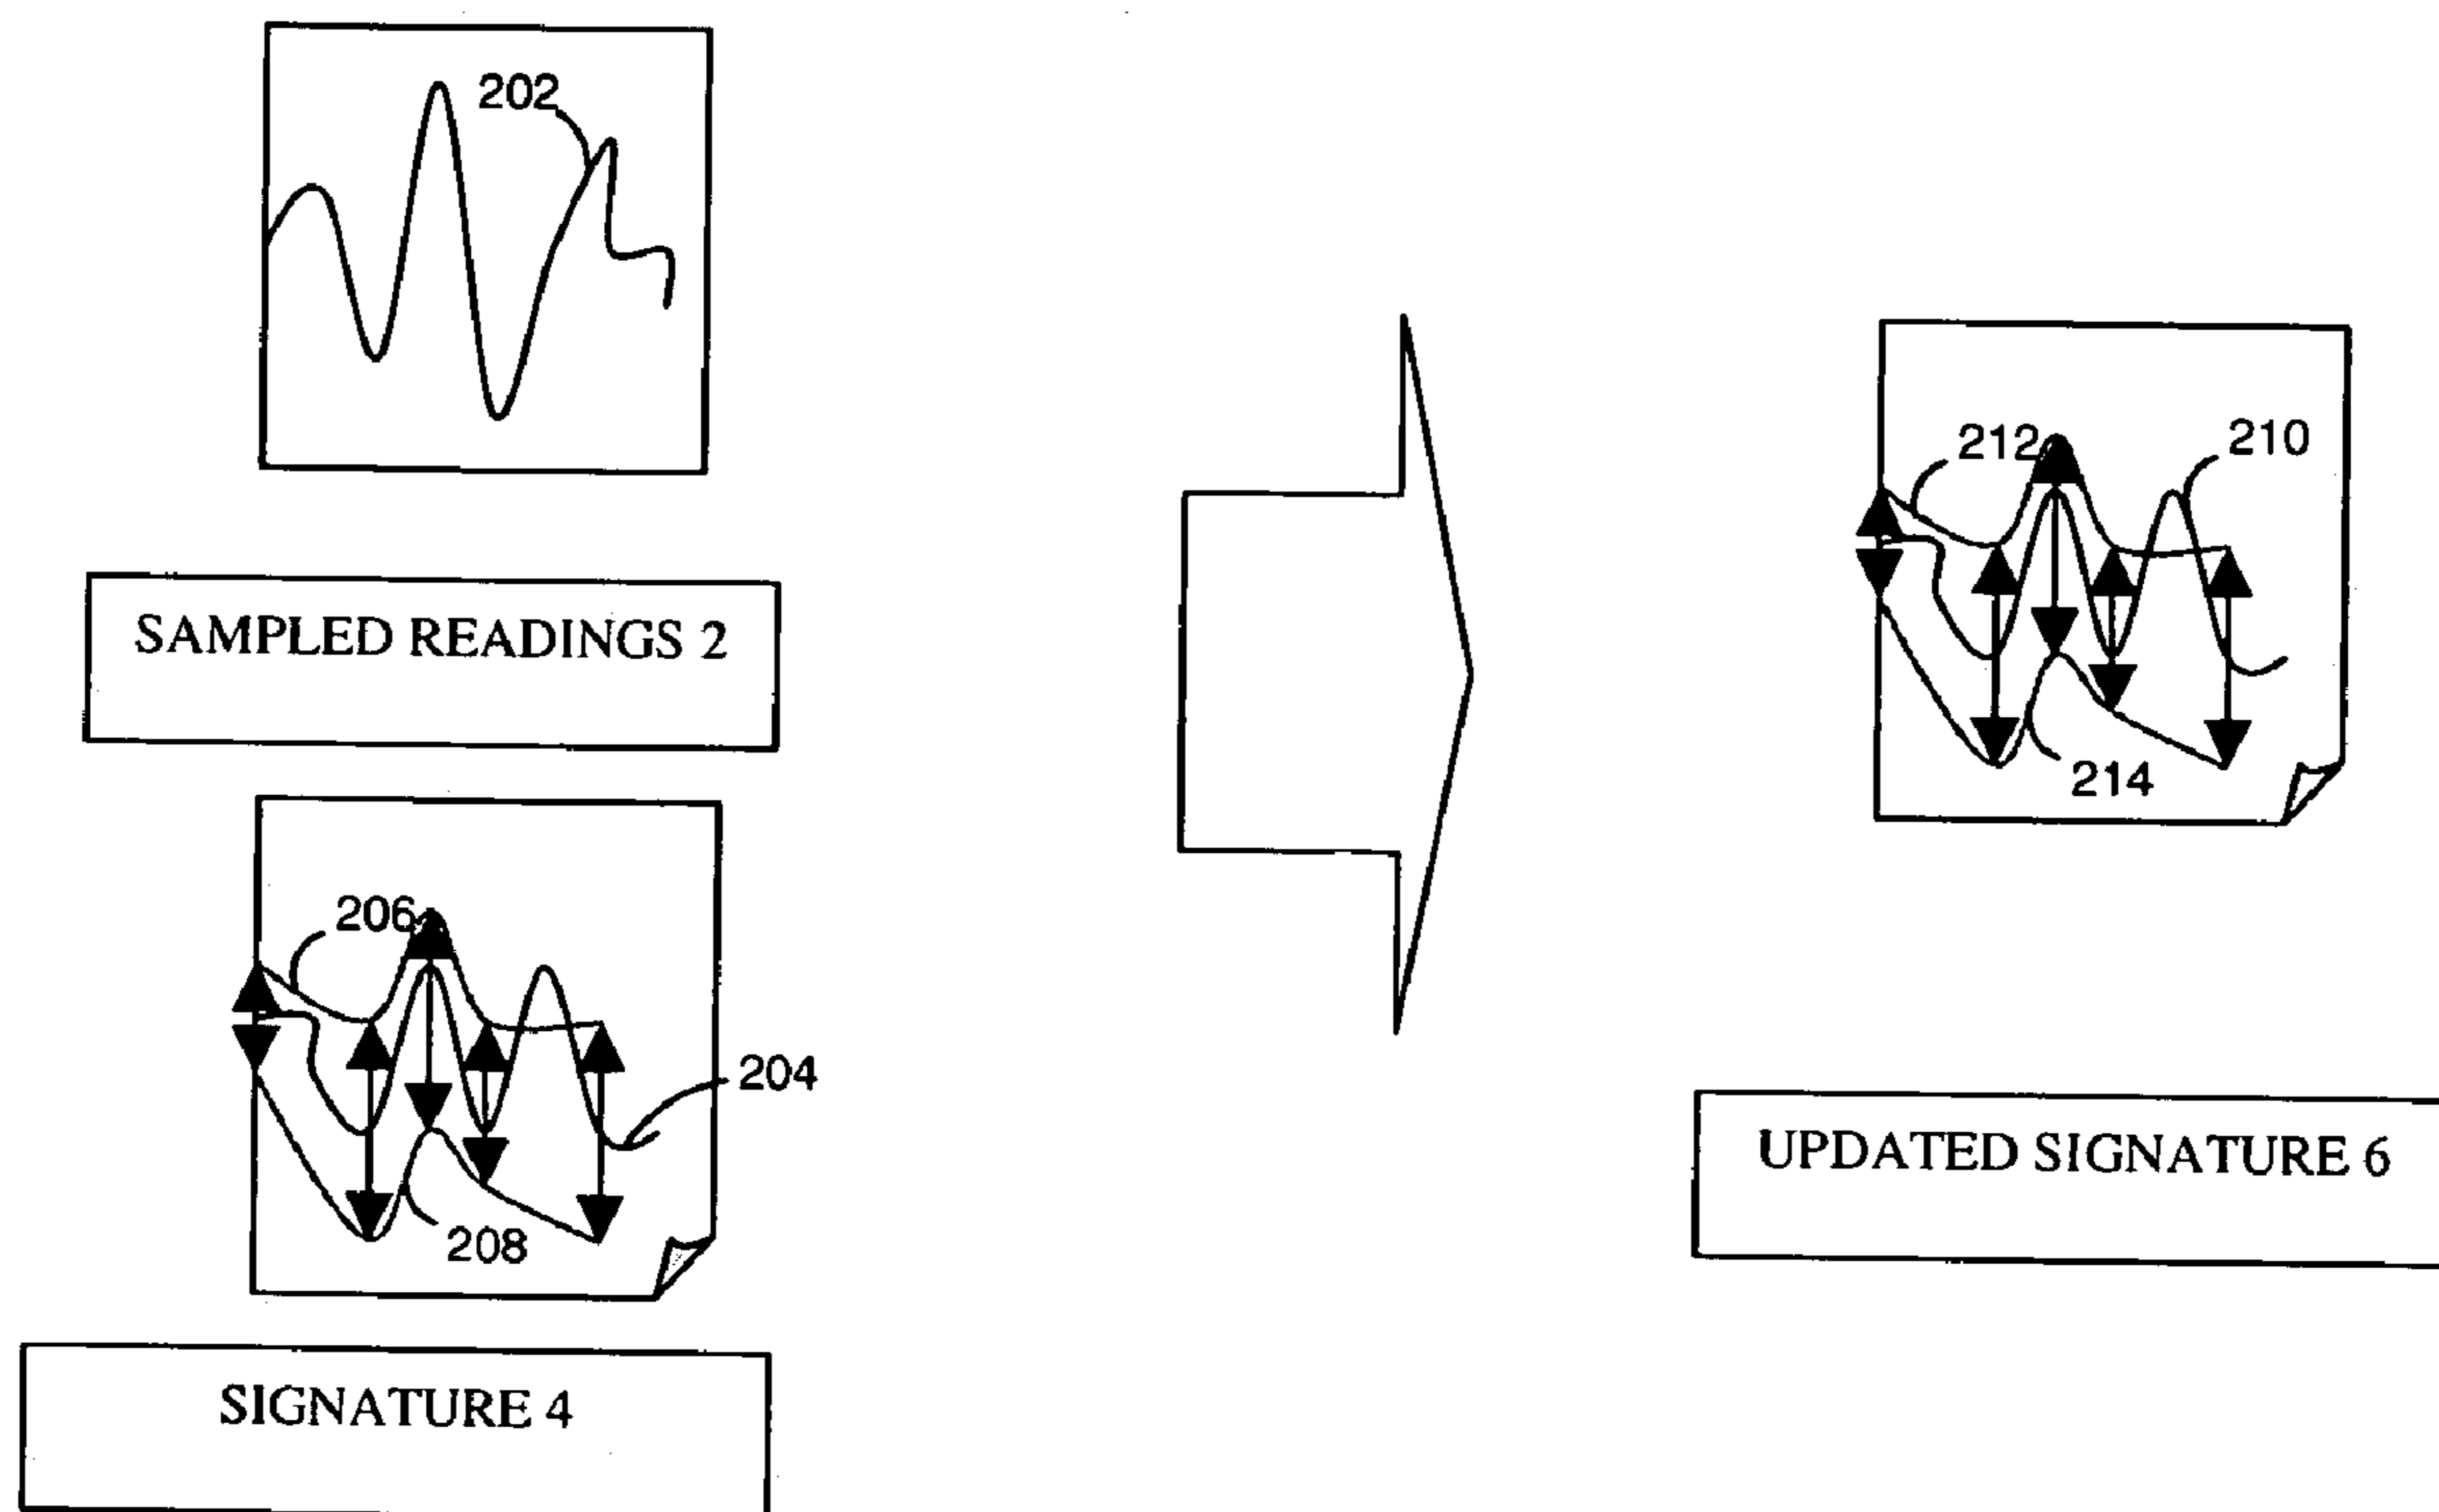 202
SAMPLED READINGS 2
206
204
208
SIGNATURE 4
212
210
214
UPDATED SIGNATURE 6